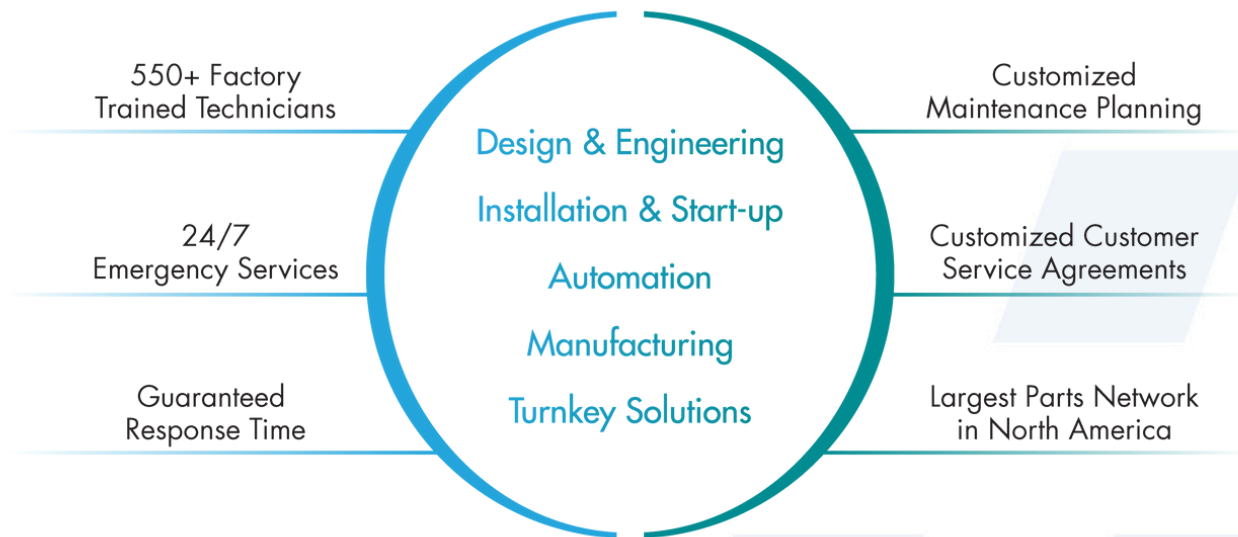 550+ Factory
Trained Technicians
24/7
Emergency Services
Guaranteed
Response Time
Design & Engineering
Installation & Start-up
Automation
Manufacturing
Turnkey Solutions
Customized
Maintenance Planning
Customized Customer
Service Agreements
Largest Parts Network
in North America